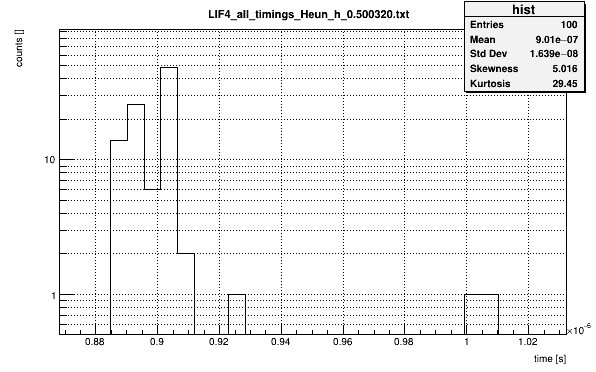 LIF4_all_timings_Heun_h_0.500320.txt
hist
Entries 100
Mean 9.01e−07
Std Dev 1.639e−08
Skewness 5.016
Kurtosis 29.45
counts []
10
1
0.88 0.9 0.92 0.94 0.96 0.98 1 1.02
×10−6
time [s]